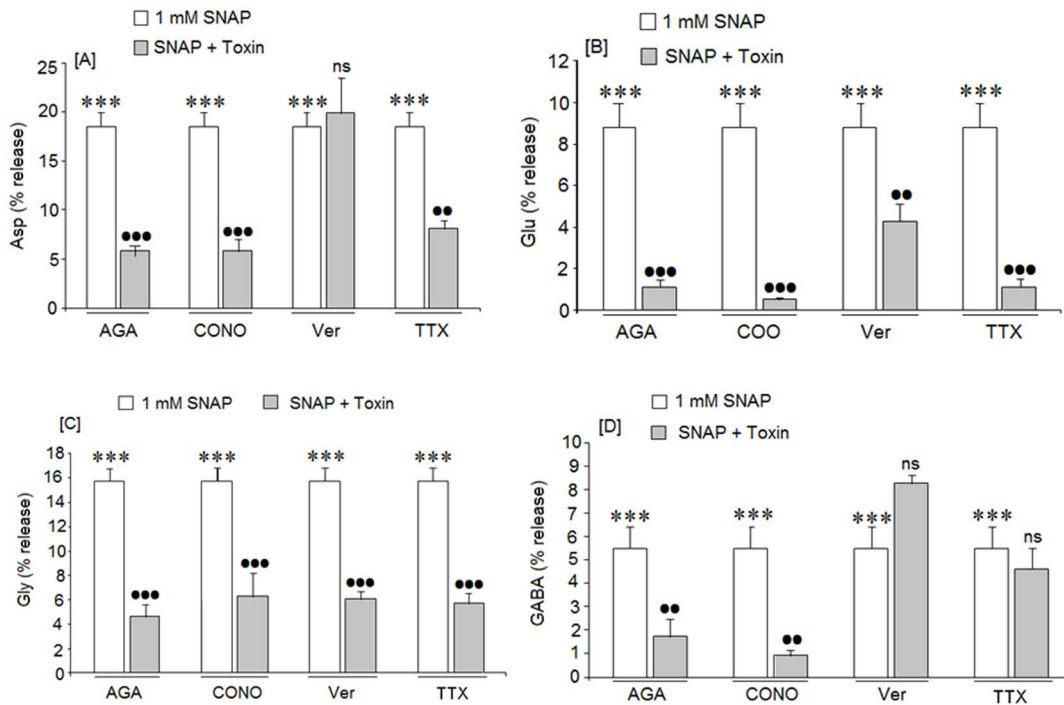 [A]
1 mM SNAP
SNAP + Toxin
Asp (% release)
25
20
15
10
5
0
*** *** *** ns ***
●●● ●●● ●●
AGA CONO Ver TTX
[B]
1 mM SNAP
SNAP + Toxin
Glu (% release)
12
10
8
6
4
2
0
*** *** *** ***
●●● ●●● ●● ●●●
AGA COO Ver TTX
[C]
1 mM SNAP SNAP + Toxin
Gly (% release)
18
16
14
12
10
8
6
4
2
0
*** *** *** ***
●●● ●●● ●●● ●●●
AGA CONO Ver TTX
[D]
1 mM SNAP
SNAP + Toxin
GABA (% release)
10
9
8
7
6
5
4
3
2
1
0
*** *** *** ns *** ns
●● ●●
AGA CONO Ver TTX